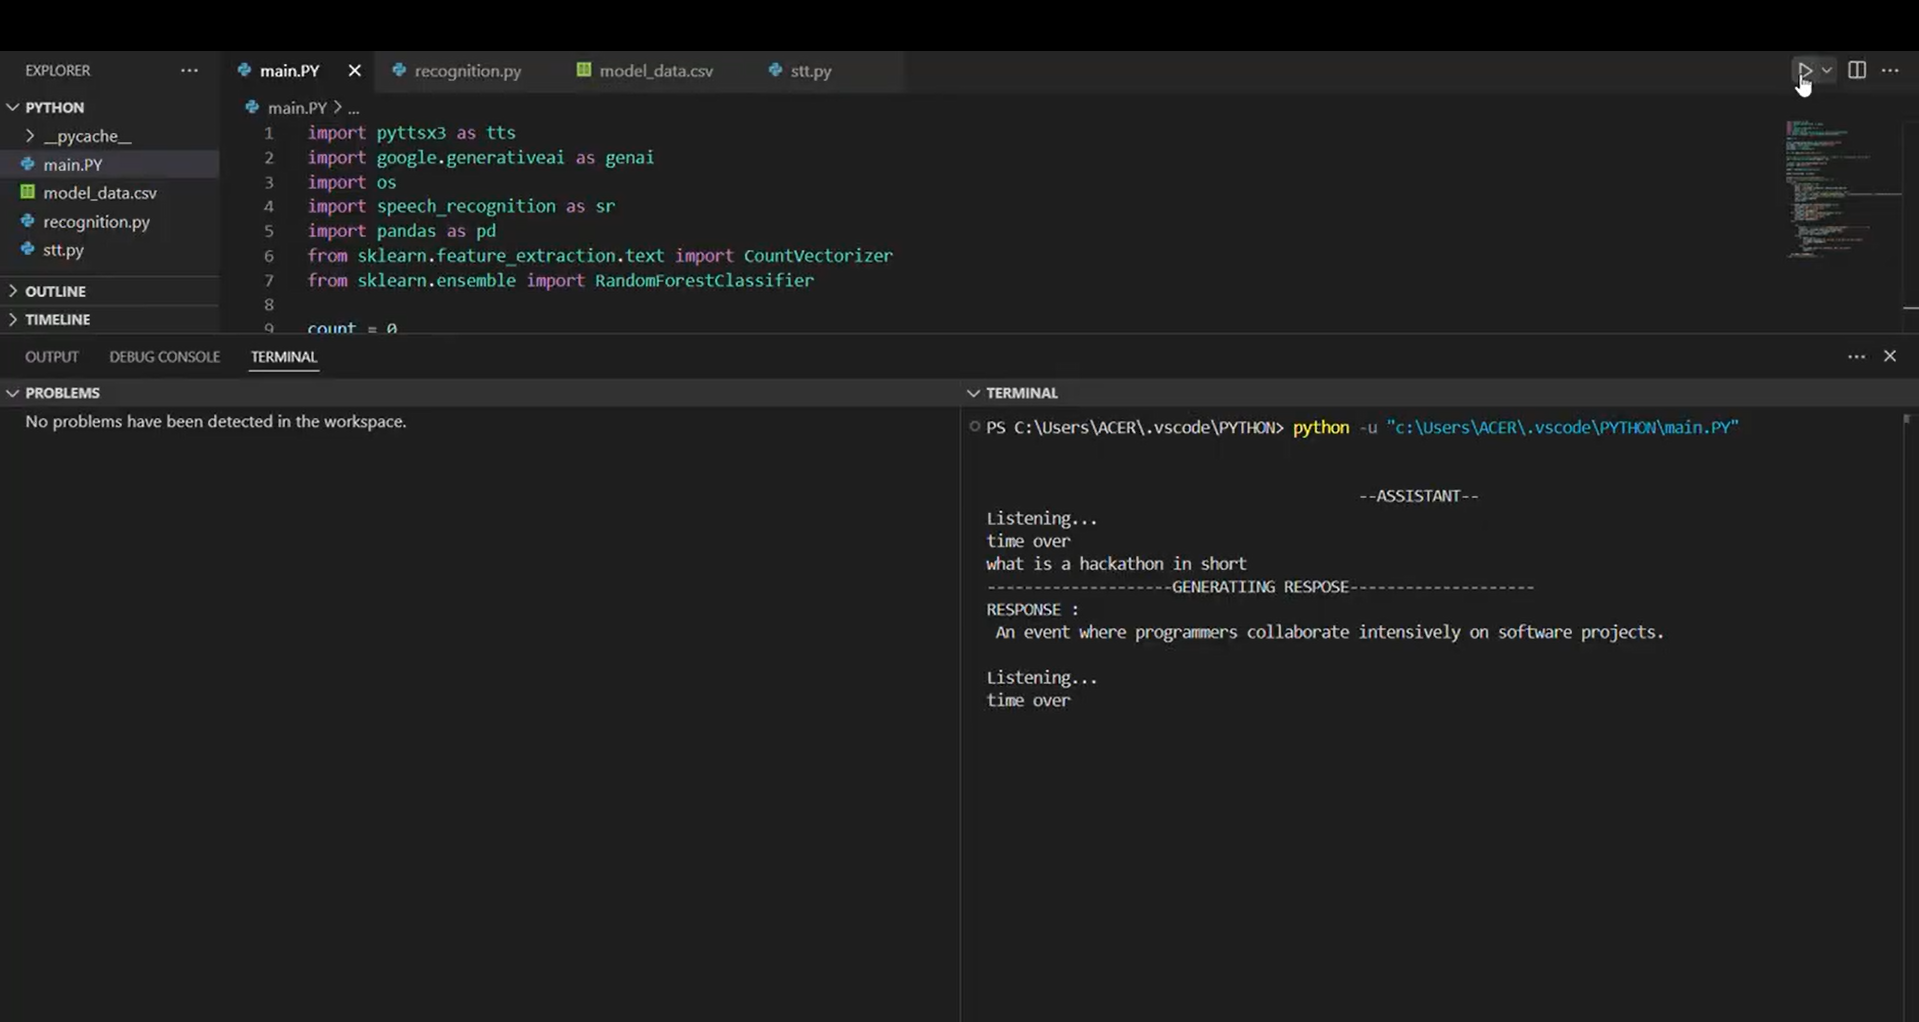 EXPLORER ...
PYTHON
__pycache__
main.PY
model_data.csv
recognition.py
stt.py
OUTLINE
TIMELINE
main.PY recognition.py model_data.csv stt.py ...
main.PY > ...
1 import pyttsx3 as tts
2 import google.generativeai as genai
3 import os
4 import speech_recognition as sr
5 import pandas as pd
6 from sklearn.feature_extraction.text import CountVectorizer
7 from sklearn.ensemble import RandomForestClassifier
8
9 count = 0
OUTPUT DEBUG CONSOLE TERMINAL ...
PROBLEMS
No problems have been detected in the workspace.
TERMINAL
PS C:\Users\ACER\.vscode\PYTHON> python -u "c:\Users\ACER\.vscode\PYTHON\main.PY"
--ASSISTANT--
Listening...
time over
what is a hackathon in short
--------------------GENERATIING RESPOSE--------------------
RESPONSE :
An event where programmers collaborate intensively on software projects.
Listening...
time over